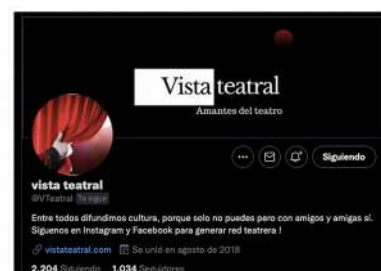 Vista teatral
Amantes del teatro
Siguiendo
vista teatral
@VTeatral Te sigue
Entre todos difundimos cultura, porque solo no puedes pero con amigos y amigas sí.
Síguenos en Instagram y Facebook para generar red teatrera !
vistateatral.com Se unió en agosto de 2018
2.204 Siguiendo 1.034 Seguidores